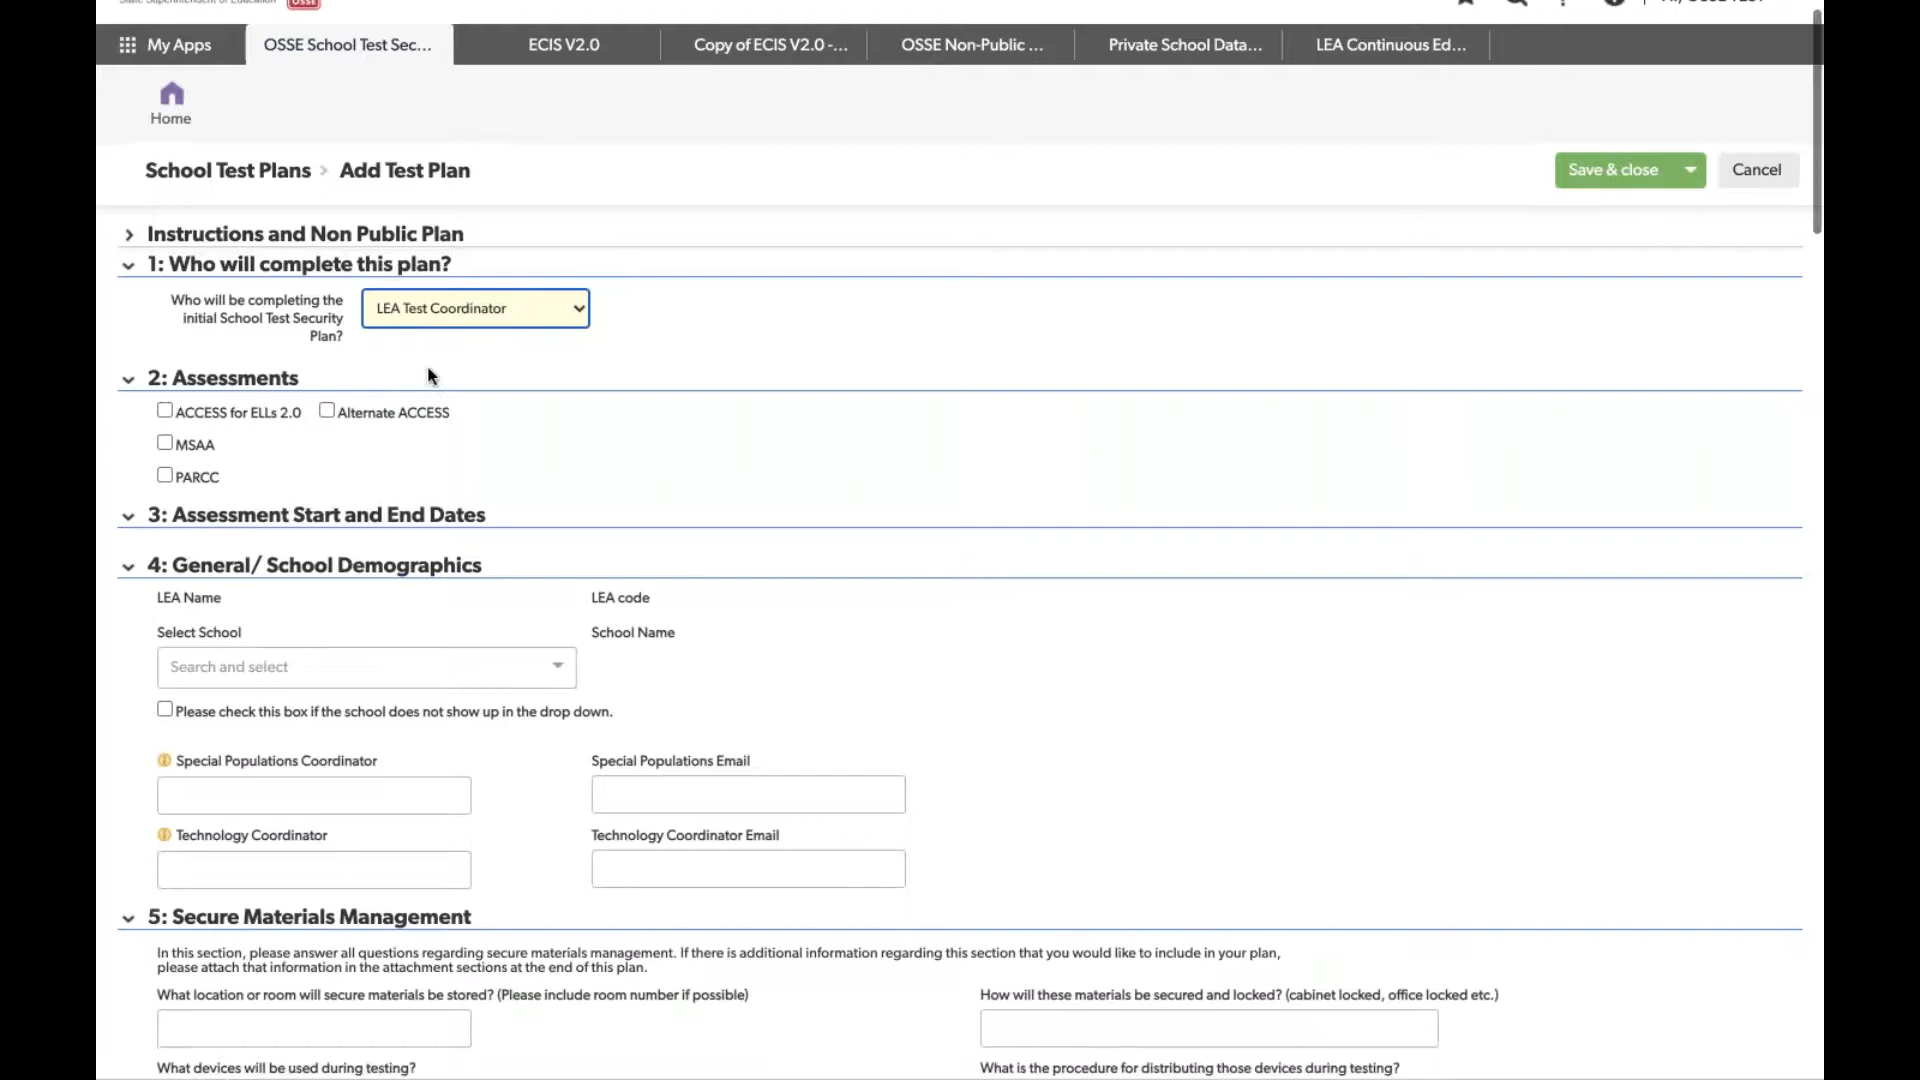 State Superintendent of Education OSSE
My Apps OSSE School Test Sec... ECIS V2.0 Copy of ECIS V2.0 -... OSSE Non-Public ... Private School Data... LEA Continuous Ed...
Home
School Test Plans > Add Test Plan Save & close Cancel
Instructions and Non Public Plan
1: Who will complete this plan?
Who will be completing the
initial School Test Security
Plan?
LEA Test Coordinator
2: Assessments
ACCESS for ELLs 2.0 Alternate ACCESS
MSAA
PARCC
3: Assessment Start and End Dates
4: General/ School Demographics
LEA Name LEA code
Select School School Name
Search and select
Please check this box if the school does not show up in the drop down.
Special Populations Coordinator Special Populations Email
Technology Coordinator Technology Coordinator Email
5: Secure Materials Management
In this section, please answer all questions regarding secure materials management. If there is additional information regarding this section that you would like to include in your plan,
please attach that information in the attachment sections at the end of this plan.
What location or room will secure materials be stored? (Please include room number if possible) How will these materials be secured and locked? (cabinet locked, office locked etc.)
What devices will be used during testing? What is the procedure for distributing those devices during testing?